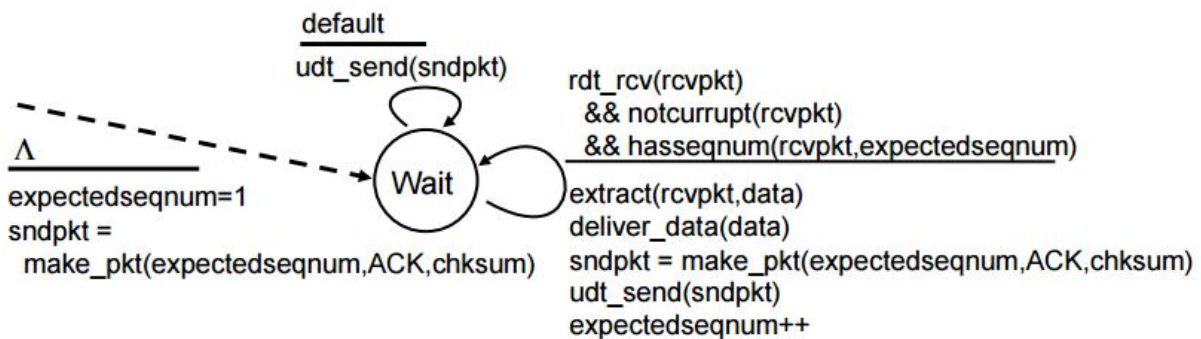 default
udt_send(sndpkt)
rdt_rcv(rcvpkt)
&& notcurrupt(rcvpkt)
&& hasseqnum(rcvpkt,expectedseqnum)
Λ
expectedseqnum=1
sndpkt =
make_pkt(expectedseqnum,ACK,chksum)
Wait
extract(rcvpkt,data)
deliver_data(data)
sndpkt = make_pkt(expectedseqnum,ACK,chksum)
udt_send(sndpkt)
expectedseqnum++